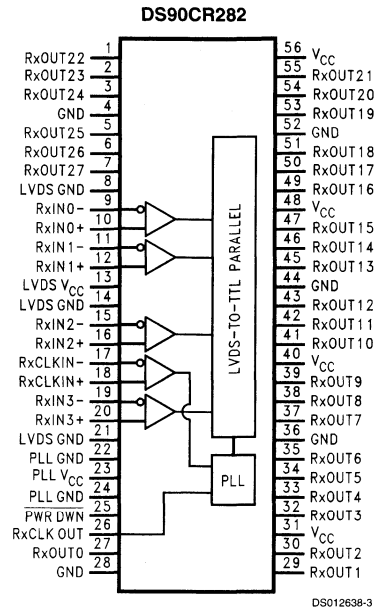 DS90CR282
RxOUT22 1
RxOUT23 2
RxOUT24 3
GND 4
RxOUT25 5
RxOUT26 6
RxOUT27 7
LVDS GND 8
RxIN0- 9
RxIN0+ 10
RxIN1- 11
RxIN1+ 12
LVDS VCC 13
LVDS GND 14
RxIN2- 15
RxIN2+ 16
RxCLKIN- 17
RxCLKIN+ 18
RxIN3- 19
RxIN3+ 20
LVDS GND 21
PLL GND 22
PLL VCC 23
PLL GND 24
PWR DWN 25
RxCLK OUT 26
RxOUT0 27
GND 28
LVDS-TO-TTL PARALLEL
PLL
56 VCC
55 RxOUT21
54 RxOUT20
53 RxOUT19
52 GND
51 RxOUT18
50 RxOUT17
49 RxOUT16
48 VCC
47 RxOUT15
46 RxOUT14
45 RxOUT13
44 GND
43 RxOUT12
42 RxOUT11
41 RxOUT10
40 VCC
39 RxOUT9
38 RxOUT8
37 RxOUT7
36 GND
35 RxOUT6
34 RxOUT5
33 RxOUT4
32 RxOUT3
31 VCC
30 RxOUT2
29 RxOUT1
DS012638-3